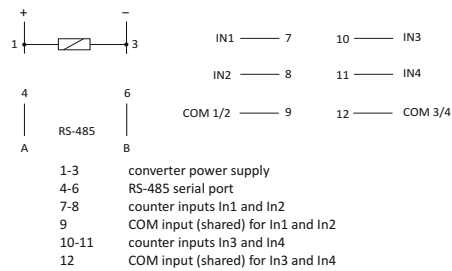 + −
1 3
IN1 7 10 IN3
IN2 8 11 IN4
4 6
COM 1/2 9 12 COM 3/4
RS-485
A B
1-3 converter power supply
4-6 RS-485 serial port
7-8 counter inputs In1 and In2
9 COM input (shared) for In1 and In2
10-11 counter inputs In3 and In4
12 COM input (shared) for In3 and In4